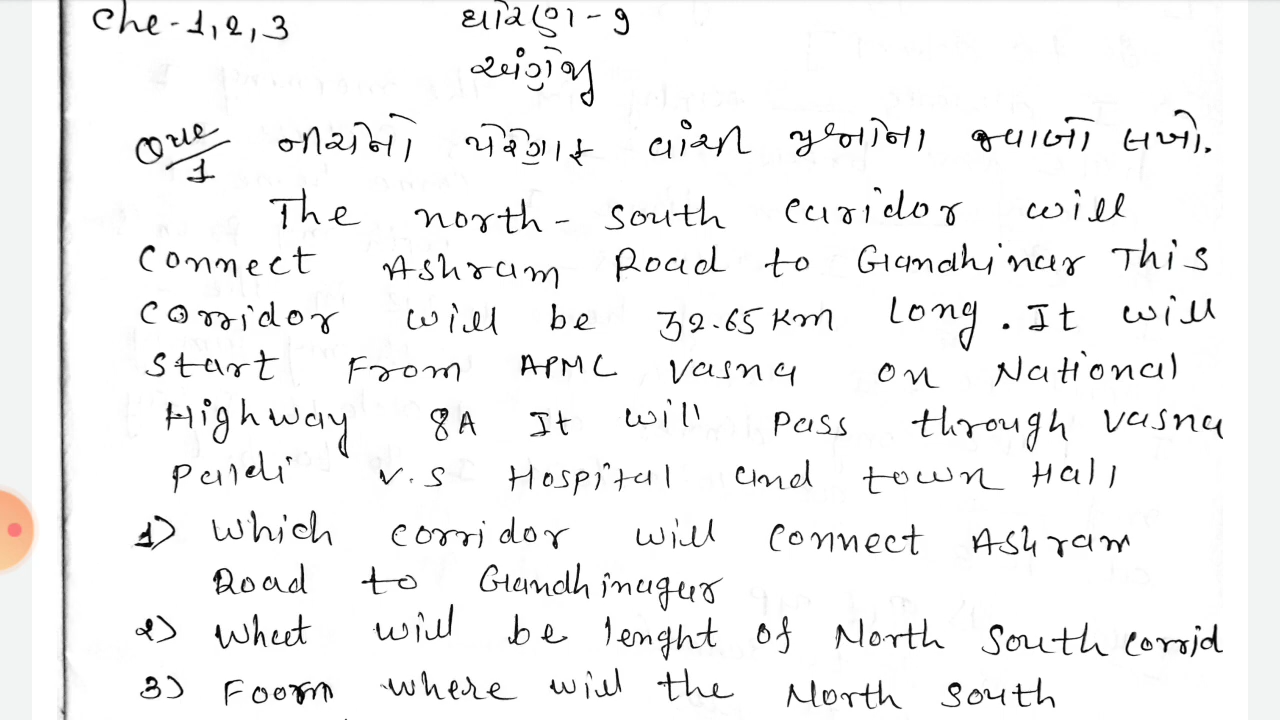 Che-1,2,3 ધોરણ-9
અંગ્રેજી
Que 1 નીચેનો પેરેગ્રાફ વાંચી પ્રશ્નોના જવાબો લખો.
The north-south curidor will
connect Ashram Road to Gandhinar This
corridor will be 32.65 Km long. It will
start From APMC Vasna on National
Highway 8A It will pass through vasna
paldi v.s Hospital and town Hall
1) which corridor will connect Ashram
Road to Gandhinagur
2) Whet will be lenght of North South corrid
3) Foorm where will the North south